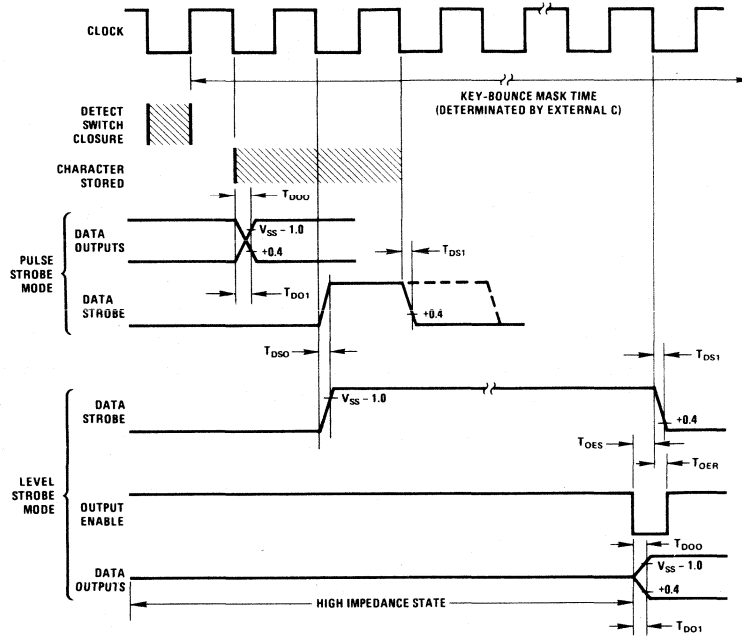 CLOCK
KEY-BOUNCE MASK TIME
(DETERMINATED BY EXTERNAL C)
DETECT
SWITCH
CLOSURE
CHARACTER
STORED
TDOO
PULSE
STROBE
MODE
DATA
OUTPUTS
VSS - 1.0
+0.4
TDO1
TDS1
DATA
STROBE
+0.4
TDSO
TDS1
LEVEL
STROBE
MODE
DATA
STROBE
VSS - 1.0
+0.4
TOES
TOER
OUTPUT
ENABLE
TDOO
DATA
OUTPUTS
VSS - 1.0
+0.4
HIGH IMPEDANCE STATE
TDO1